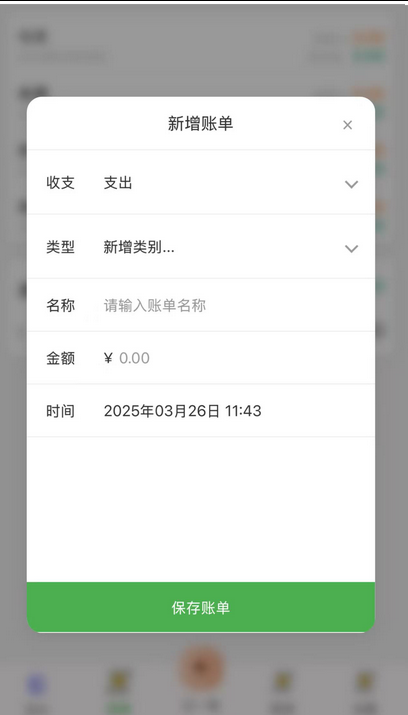 新增账单
×
收支 支出
类型 新增类别...
名称 请输入账单名称
金额 ¥ 0.00
时间 2025年03月26日 11:43
保存账单